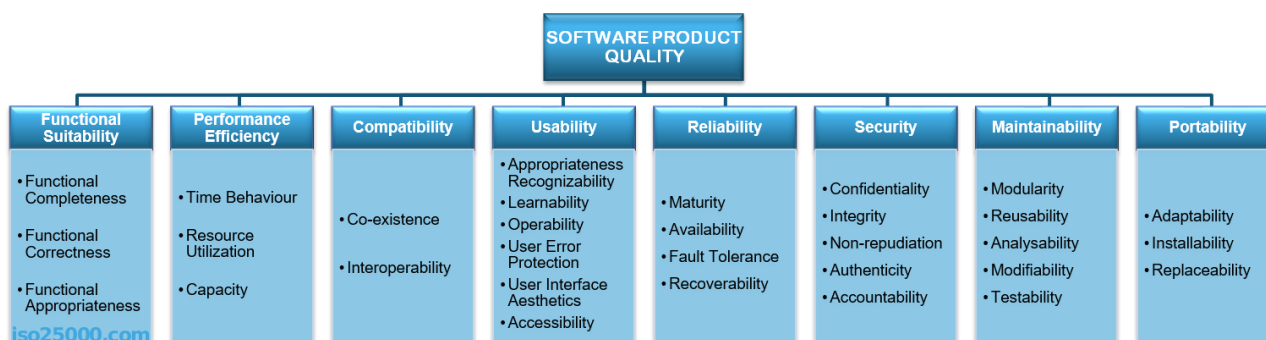 SOFTWARE PRODUCT
QUALITY
Functional
Suitability
• Functional
Completeness
• Functional
Correctness
• Functional
Appropriateness
Performance
Efficiency
• Time Behaviour
• Resource
Utilization
• Capacity
Compatibility
• Co-existence
• Interoperability
Usability
• Appropriateness
Recognizability
• Learnability
• Operability
• User Error
Protection
• User Interface
Aesthetics
• Accessibility
Reliability
• Maturity
• Availability
• Fault Tolerance
• Recoverability
Security
• Confidentiality
• Integrity
• Non-repudiation
• Authenticity
• Accountability
Maintainability
• Modularity
• Reusability
• Analysability
• Modifiability
• Testability
Portability
• Adaptability
• Installability
• Replaceability
iso25000.com